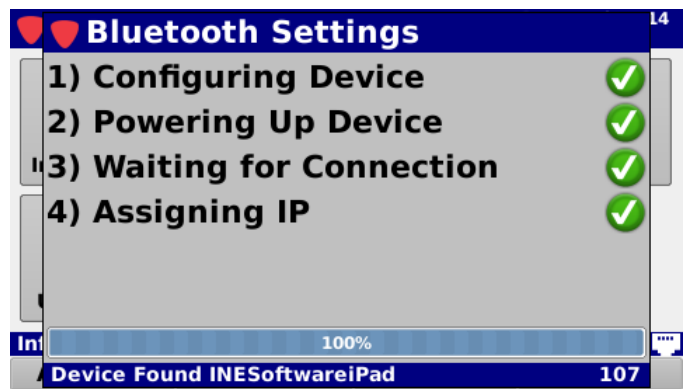 14
Bluetooth Settings
1) Configuring Device
2) Powering Up Device
3) Waiting for Connection
4) Assigning IP
100%
Device Found INESoftwareiPad 107